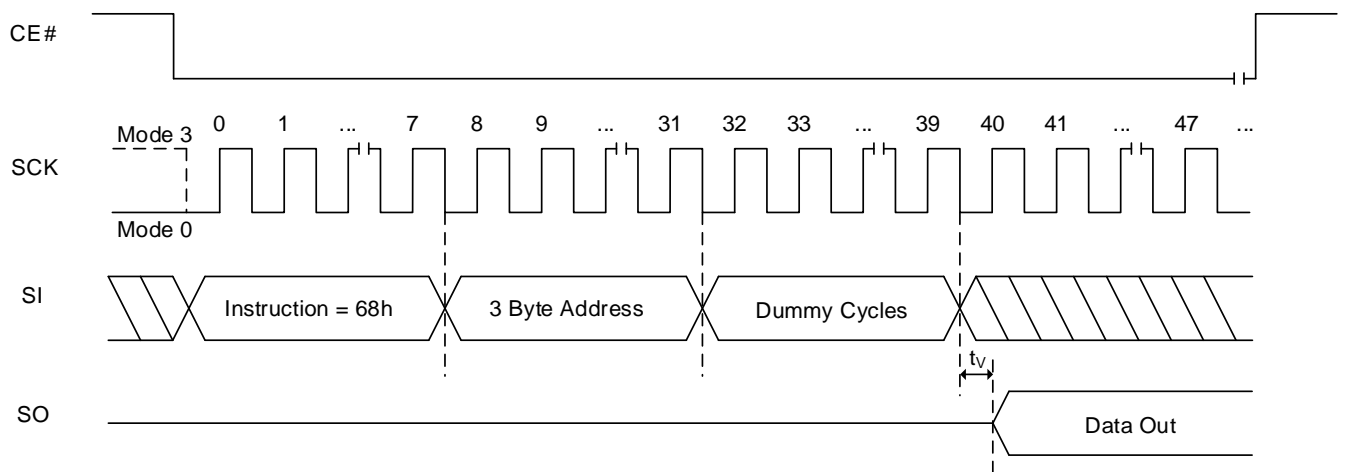 CE#
Mode 3
0 1 ... 7 8 9 ... 31 32 33 ... 39 40 41 ... 47 ...
SCK
Mode 0
SI
Instruction = 68h
3 Byte Address
Dummy Cycles
tV
SO
Data Out